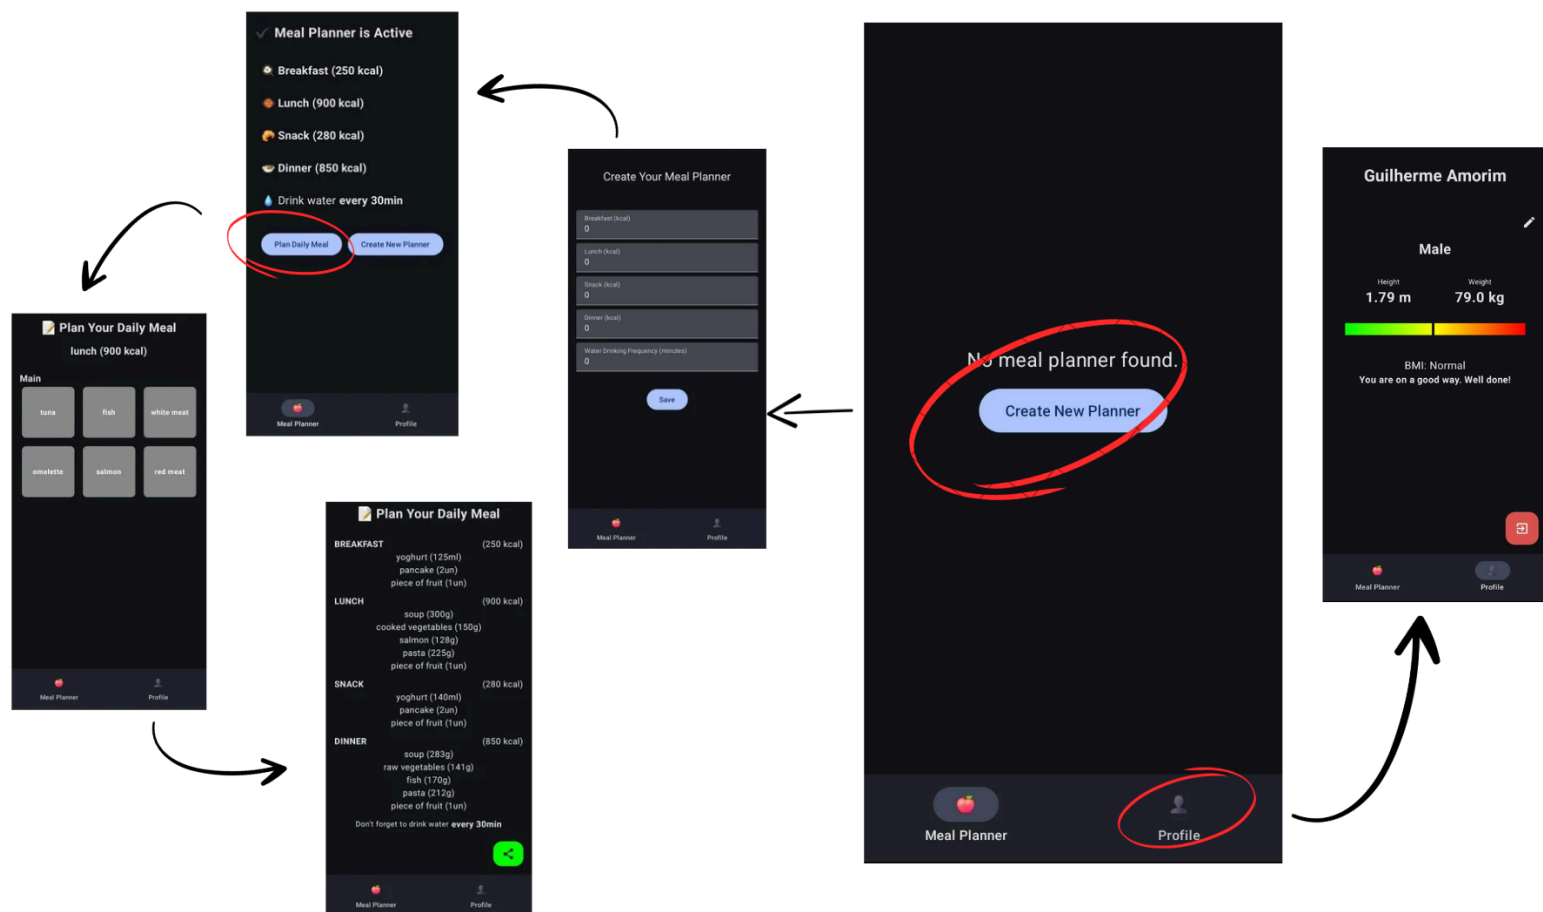 ✓ Meal Planner is Active
Breakfast (250 kcal)
Lunch (900 kcal)
Snack (280 kcal)
Dinner (850 kcal)
Drink water every 30min
Plan Daily Meal
Create New Planner
Meal Planner
Profile
Create Your Meal Planner
Breakfast (kcal)
0
Lunch (kcal)
0
Snack (kcal)
0
Dinner (kcal)
0
Water Drinking Frequency (minutes)
0
Save
Meal Planner
Profile
No meal planner found.
Create New Planner
Meal Planner
Profile
Guilherme Amorim
Male
Height
Weight
1.79 m
79.0 kg
BMI: Normal
You are on a good way. Well done!
Meal Planner
Profile
Plan Your Daily Meal
lunch (900 kcal)
Main
tuna
fish
white meat
omelette
salmon
red meat
Meal Planner
Profile
Plan Your Daily Meal
BREAKFAST (250 kcal)
yoghurt (125ml)
pancake (2un)
piece of fruit (1un)
LUNCH (900 kcal)
soup (300g)
cooked vegetables (150g)
salmon (128g)
pasta (225g)
piece of fruit (1un)
SNACK (280 kcal)
yoghurt (140ml)
pancake (2un)
piece of fruit (1un)
DINNER (850 kcal)
soup (283g)
raw vegetables (141g)
fish (170g)
pasta (212g)
piece of fruit (1un)
Don't forget to drink water every 30min
Meal Planner
Profile